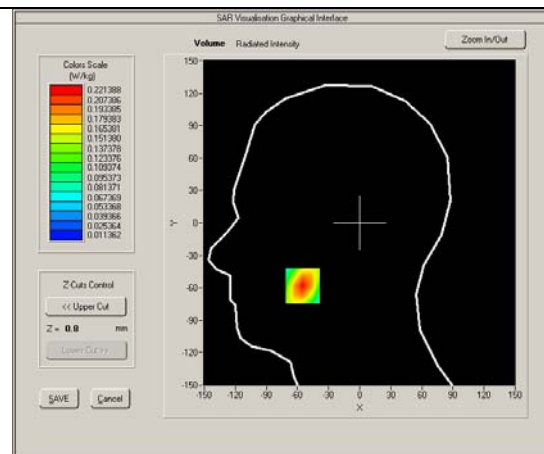 SAR Visualisation Graphical Interface
Volume Radiated Intensity
Zoom In/Out
Colors Scale
(W/kg)
0.221388
0.207386
0.193385
0.179383
0.165381
0.151380
0.137378
0.123376
0.109374
0.095373
0.081371
0.067369
0.053368
0.039366
0.025364
0.011362
Z Cuts Control
<< Upper Cut
Z = 0.0 mm
Lower Cut >>
SAVE Cancel
150-
120-
90-
60-
30-
0-
-30-
-60-
-90-
-120-
-150-
Y
-150 -120 -90 -60 -30 0 30 60 90 120 150
X